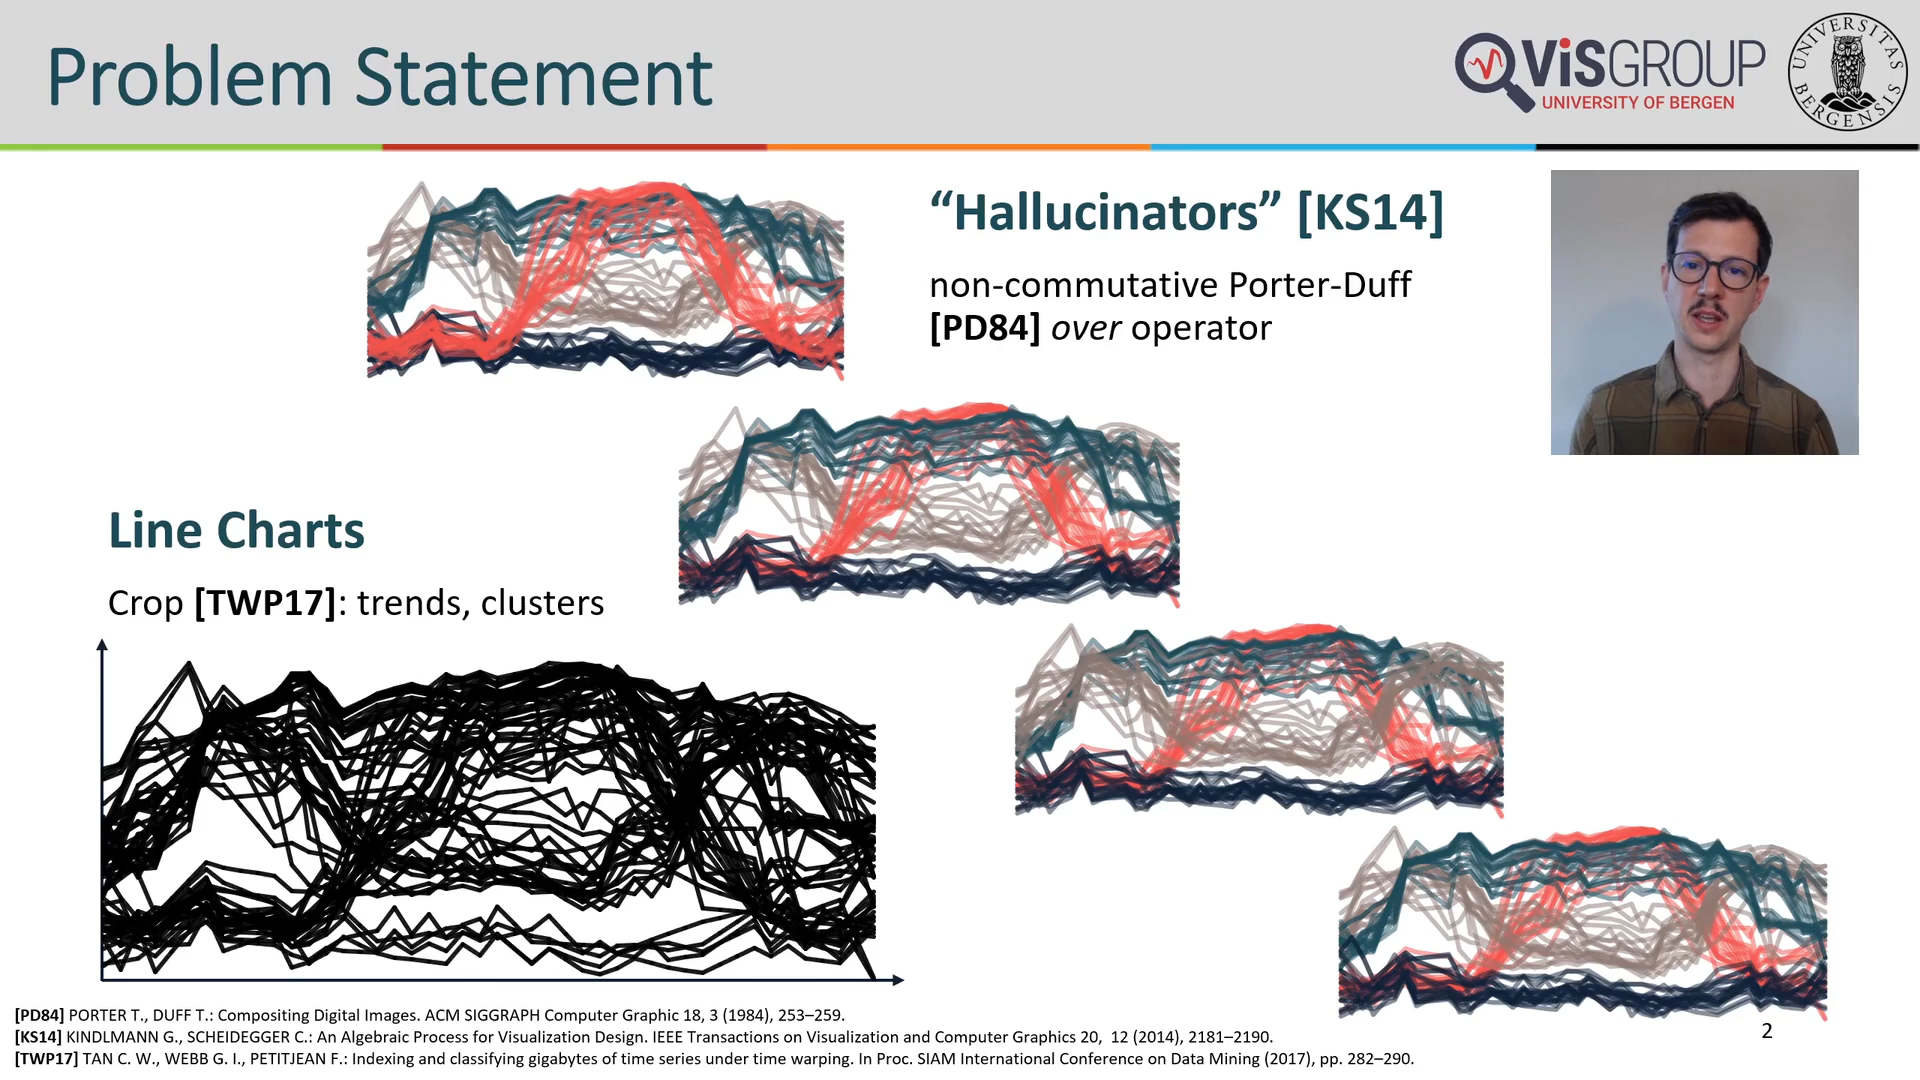 Problem Statement
ViSGROUP
UNIVERSITY OF BERGEN
UNIVERSITAS BERGENSIS
“Hallucinators” [KS14]
non-commutative Porter-Duff
[PD84] over operator
Line Charts
Crop [TWP17]: trends, clusters
[PD84] PORTER T., DUFF T.: Compositing Digital Images. ACM SIGGRAPH Computer Graphic 18, 3 (1984), 253–259.
[KS14] KINDLMANN G., SCHEIDEGGER C.: An Algebraic Process for Visualization Design. IEEE Transactions on Visualization and Computer Graphics 20, 12 (2014), 2181–2190.
[TWP17] TAN C. W., WEBB G. I., PETITJEAN F.: Indexing and classifying gigabytes of time series under time warping. In Proc. SIAM International Conference on Data Mining (2017), pp. 282–290.
2